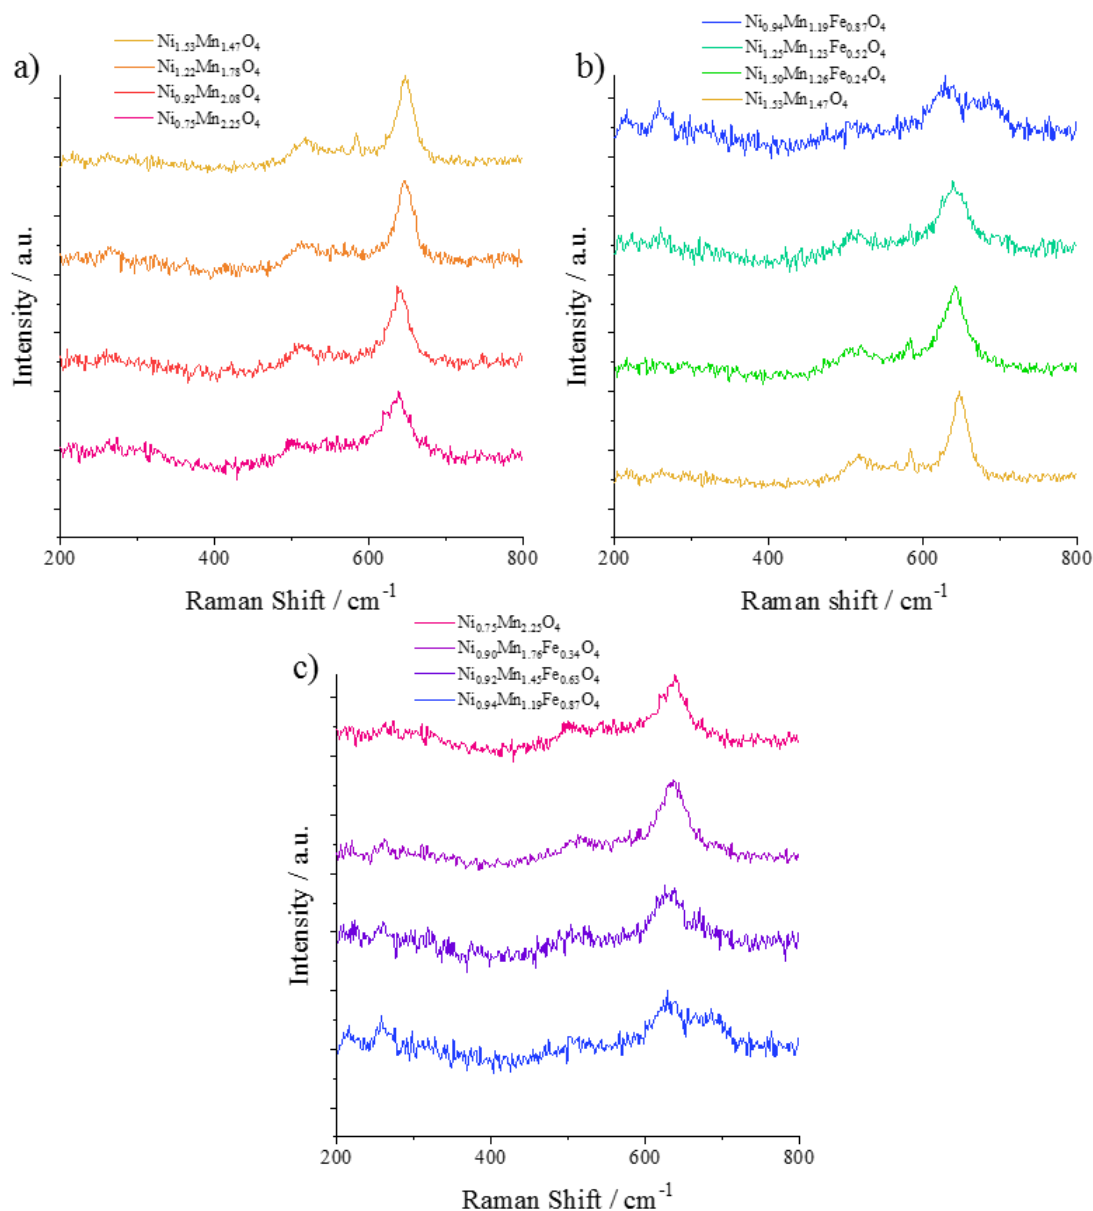 a)
Ni1.53Mn1.47O4
Ni1.22Mn1.78O4
Ni0.92Mn2.08O4
Ni0.75Mn2.25O4
Intensity / a.u.
200 400 600 800
Raman Shift / cm-1
b)
Ni0.94Mn1.19Fe0.87O4
Ni1.25Mn1.23Fe0.52O4
Ni1.50Mn1.26Fe0.24O4
Ni1.53Mn1.47O4
Intensity / a.u.
200 400 600 800
Raman shift / cm-1
c)
Ni0.75Mn2.25O4
Ni0.90Mn1.76Fe0.34O4
Ni0.92Mn1.45Fe0.63O4
Ni0.94Mn1.19Fe0.87O4
Intensity / a.u.
200 400 600 800
Raman Shift / cm-1